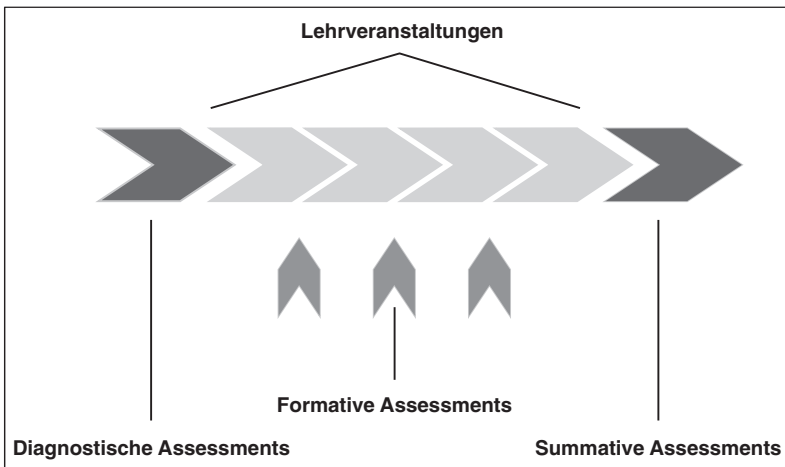 Lehrveranstaltungen
Formative Assessments
Diagnostische Assessments
Summative Assessments